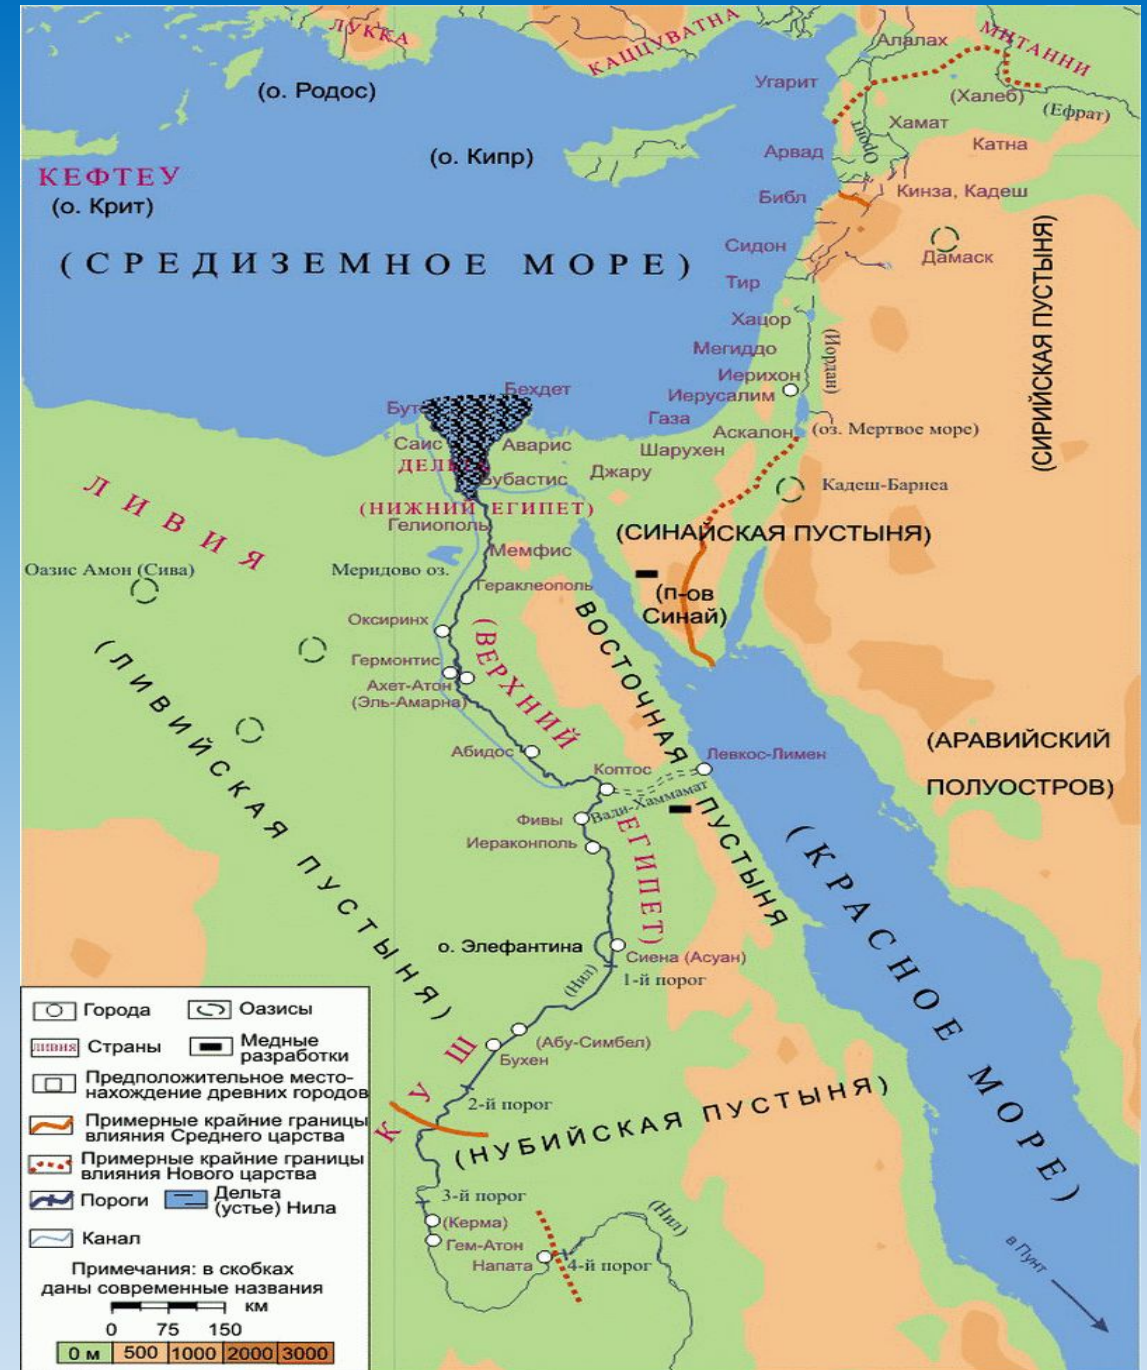 ЛУККА
КАЦЦУВАТНА
МИТАННИ
Алалах
(о. Родос)
Угарит
(Халеб)
(Ефрат)
Оронт
Хамат
Катна
(о. Кипр)
Арвад
КЕФТЕУ
(о. Крит)
Библ
Кинза, Кадеш
(СРЕДИЗЕМНОЕ МОРЕ)
Сидон
Дамаск
(СИРИЙСКАЯ ПУСТЫНЯ)
Тир
Хацор
Мегиддо
(Иордан)
Иерихон
Иерусалим
Бехдет
Газа
Аскалон
(оз. Мертвое море)
Саис
Аварис
Шарухен
Джару
Кадеш-Барнеа
(НИЖНИЙ ЕГИПЕТ)
Гелиополь
(СИНАЙСКАЯ ПУСТЫНЯ)
ЛИВИЯ
Мемфис
Оазис Амон (Сива)
Меридово оз.
Гераклеополь
(п-ов
Синай)
Оксиринх
(ВЕРХНИЙ
ЕГИПЕТ)
ВОСТОЧНАЯ
ПУСТЫНЯ
(ЛИВИЙСКАЯ ПУСТЫНЯ)
Гермонтис
Ахет-Атон
(Эль-Амарна)
Абидос
Левкос-Лимен
(АРАВИЙСКИЙ
ПОЛУОСТРОВ)
Коптос
Вади-Хаммамат
Фивы
Иераконполь
(КРАСНОЕ МОРЕ)
о. Элефантина
Сиена (Асуан)
(Нил)
1-й порог
КУШ
(Абу-Симбел)
Бухен
2-й порог
(НУБИЙСКАЯ ПУСТЫНЯ)
3-й порог
(Керма)
Гем-Атон
Напата
4-й порог
(Нил)
в Пунт
Города
Оазисы
ЛИВИЯ Страны
Медные
разработки
Предположительное место-
нахождение древних городов
Примерные крайние границы
влияния Среднего царства
Примерные крайние границы
влияния Нового царства
Пороги
Дельта
(устье) Нила
Канал
Примечания: в скобках
даны современные названия
км
0 75 150
0 м 500 1000 2000 3000